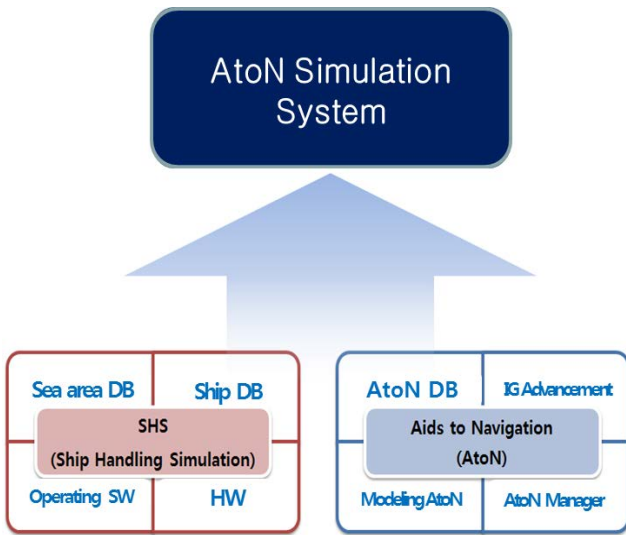 AtoN Simulation
System
Sea area DB
Ship DB
SHS
(Ship Handling Simulation)
Operating SW
HW
AtoN DB
IG Advancement
Aids to Navigation
(AtoN)
Modeling AtoN
AtoN Manager